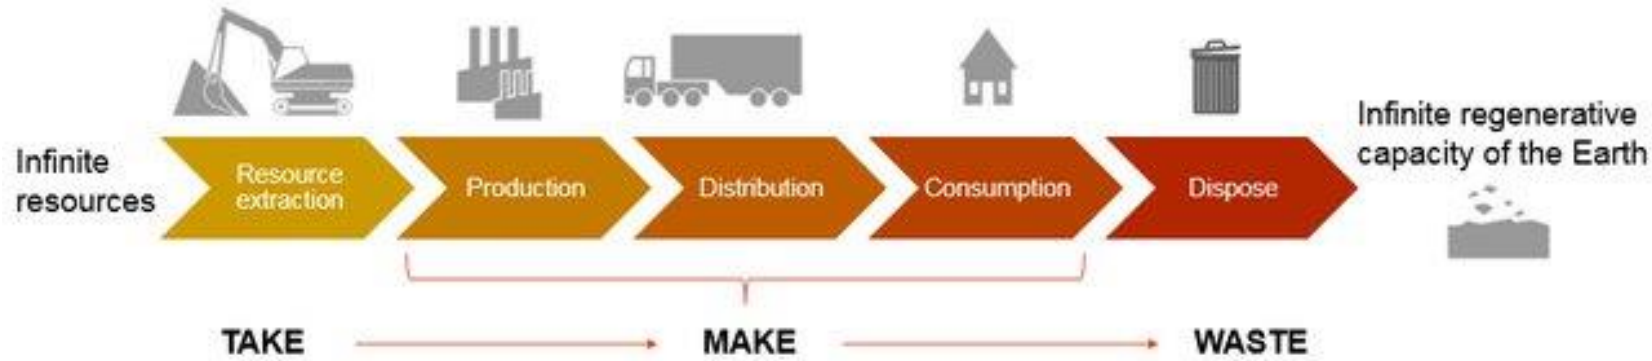 Infinite
resources
Resource
extraction
Production
Distribution
Consumption
Dispose
Infinite regenerative
capacity of the Earth
TAKE
MAKE
WASTE